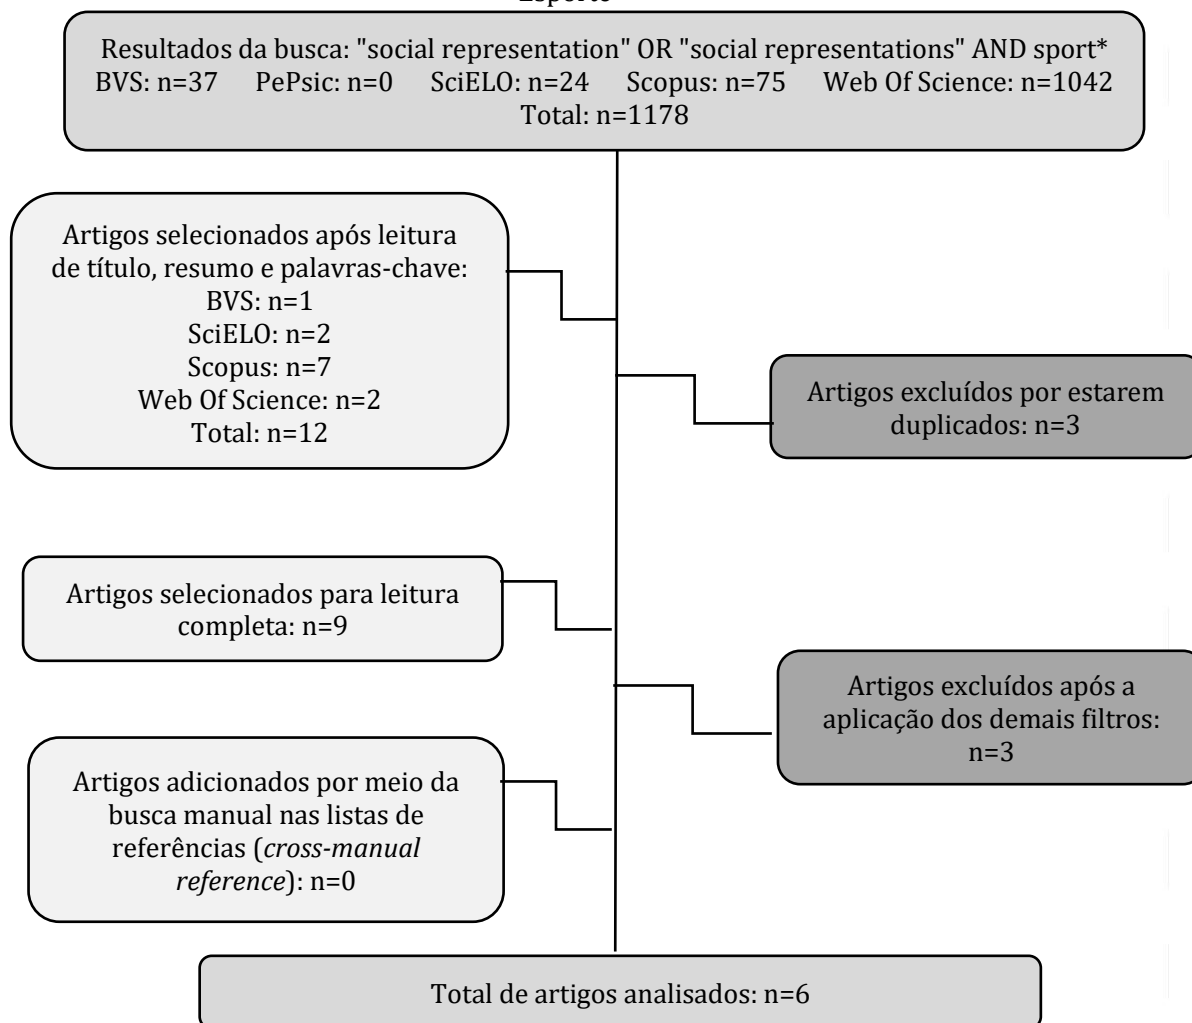 Esporte
Resultados da busca: "social representation" OR "social representations" AND sport*
BVS: n=37 PePsic: n=0 SciELO: n=24 Scopus: n=75 Web Of Science: n=1042
Total: n=1178
Artigos selecionados após leitura
de título, resumo e palavras-chave:
BVS: n=1
SciELO: n=2
Scopus: n=7
Web Of Science: n=2
Total: n=12
Artigos excluídos por estarem
duplicados: n=3
Artigos selecionados para leitura
completa: n=9
Artigos excluídos após a
aplicação dos demais filtros:
n=3
Artigos adicionados por meio da
busca manual nas listas de
referências (cross-manual
reference): n=0
Total de artigos analisados: n=6